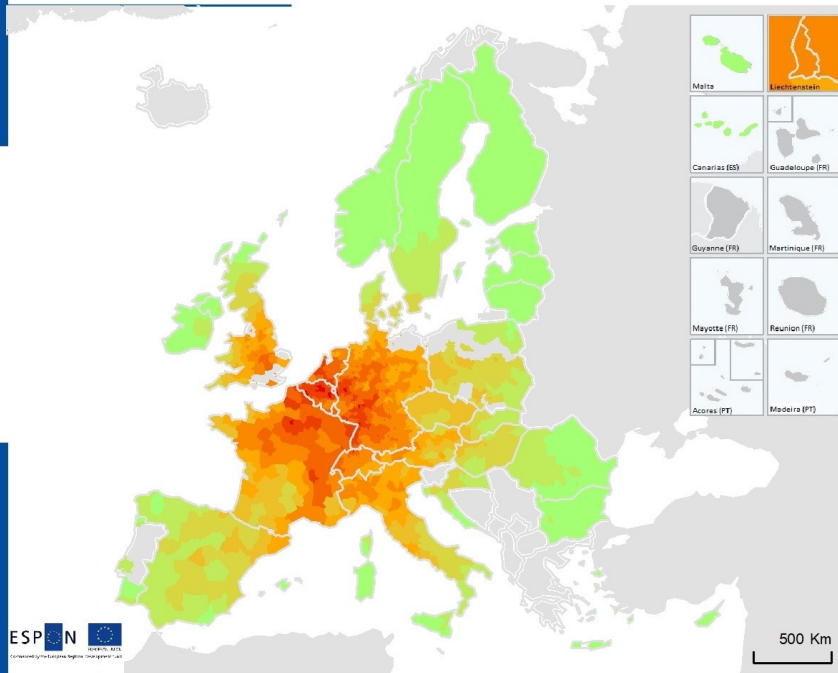 Malta
Liechtenstein
Canarias (ES)
Guadeloupe (FR)
Guyanne (FR)
Martinique (FR)
Mayotte (FR)
Reunion (FR)
Acores (PT)
Madeira (PT)
ESPON
500 Km